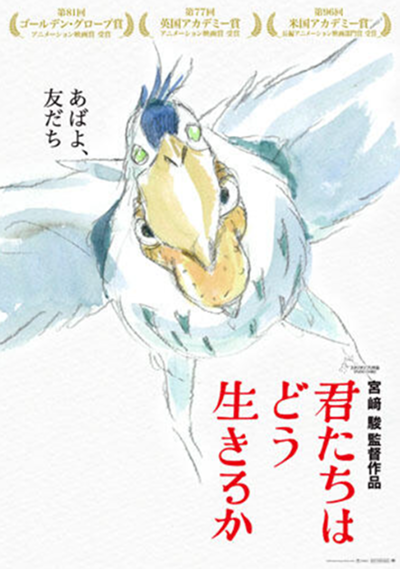 第81回
ゴールデン・グローブ賞
アニメーション映画賞 受賞
第77回
英国アカデミー賞
アニメーション映画賞 受賞
第96回
米国アカデミー賞
長編アニメーション映画部門賞 受賞
あばよ、
友だち
宮﨑 駿 監督作品
君たちは
どう
生きるか